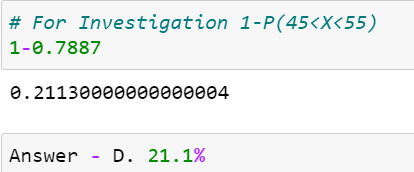 # For Investigation 1-P(45<X<55)
1-0.7887
0.21130000000000004
Answer - D. 21.1%